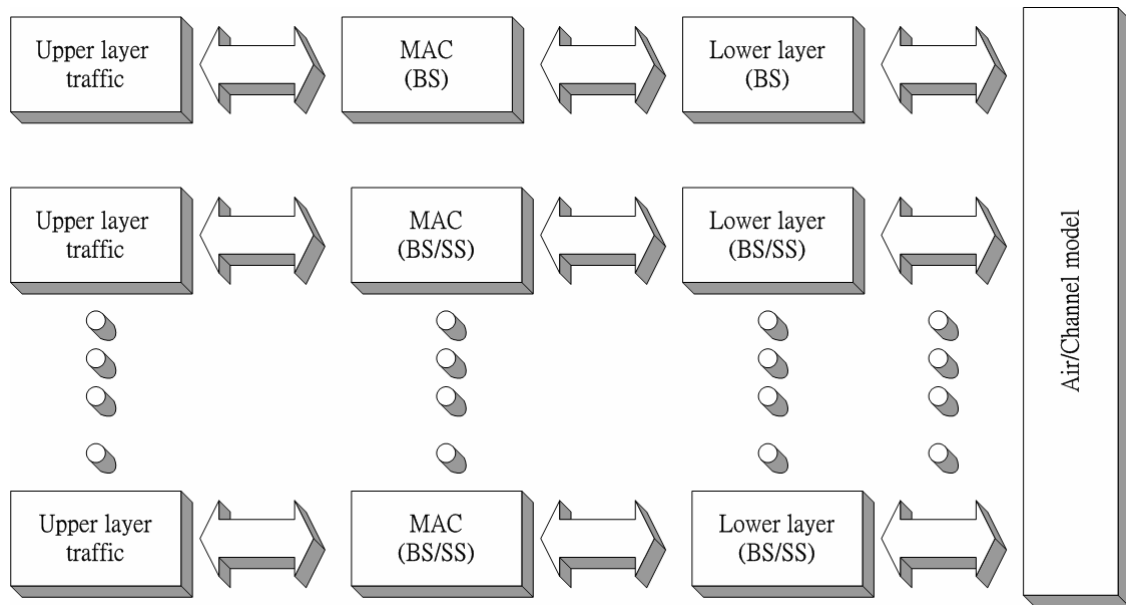 Upper layer
traffic
MAC
(BS)
Lower layer
(BS)
Upper layer
traffic
MAC
(BS/SS)
Lower layer
(BS/SS)
Upper layer
traffic
MAC
(BS/SS)
Lower layer
(BS/SS)
Air/Channel model